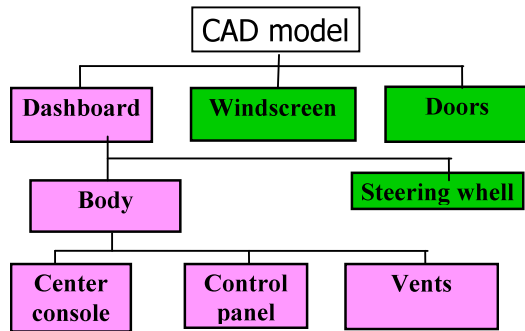 CAD model
Dashboard
Windscreen
Doors
Body
Steering whell
Center
console
Control
panel
Vents